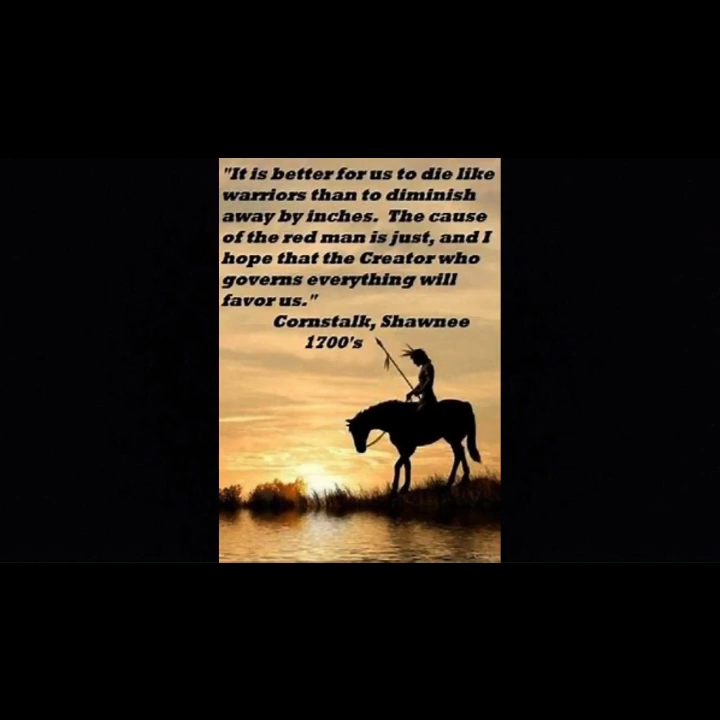 "It is better for us to die like
warriors than to diminish
away by inches. The cause
of the red man is just, and I
hope that the Creator who
governs everything will
favor us."
Cornstalk, Shawnee
1700's